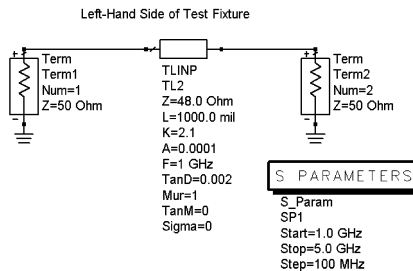 Left-Hand Side of Test Fixture
Term
Term1
Num=1
Z=50 Ohm
TLINP
TL2
Z=48.0 Ohm
L=1000.0 mil
K=2.1
A=0.0001
F=1 GHz
TanD=0.002
Mur=1
TanM=0
Sigma=0
Term
Term2
Num=2
Z=50 Ohm
S PARAMETERS
S_Param
SP1
Start=1.0 GHz
Stop=5.0 GHz
Step=100 MHz